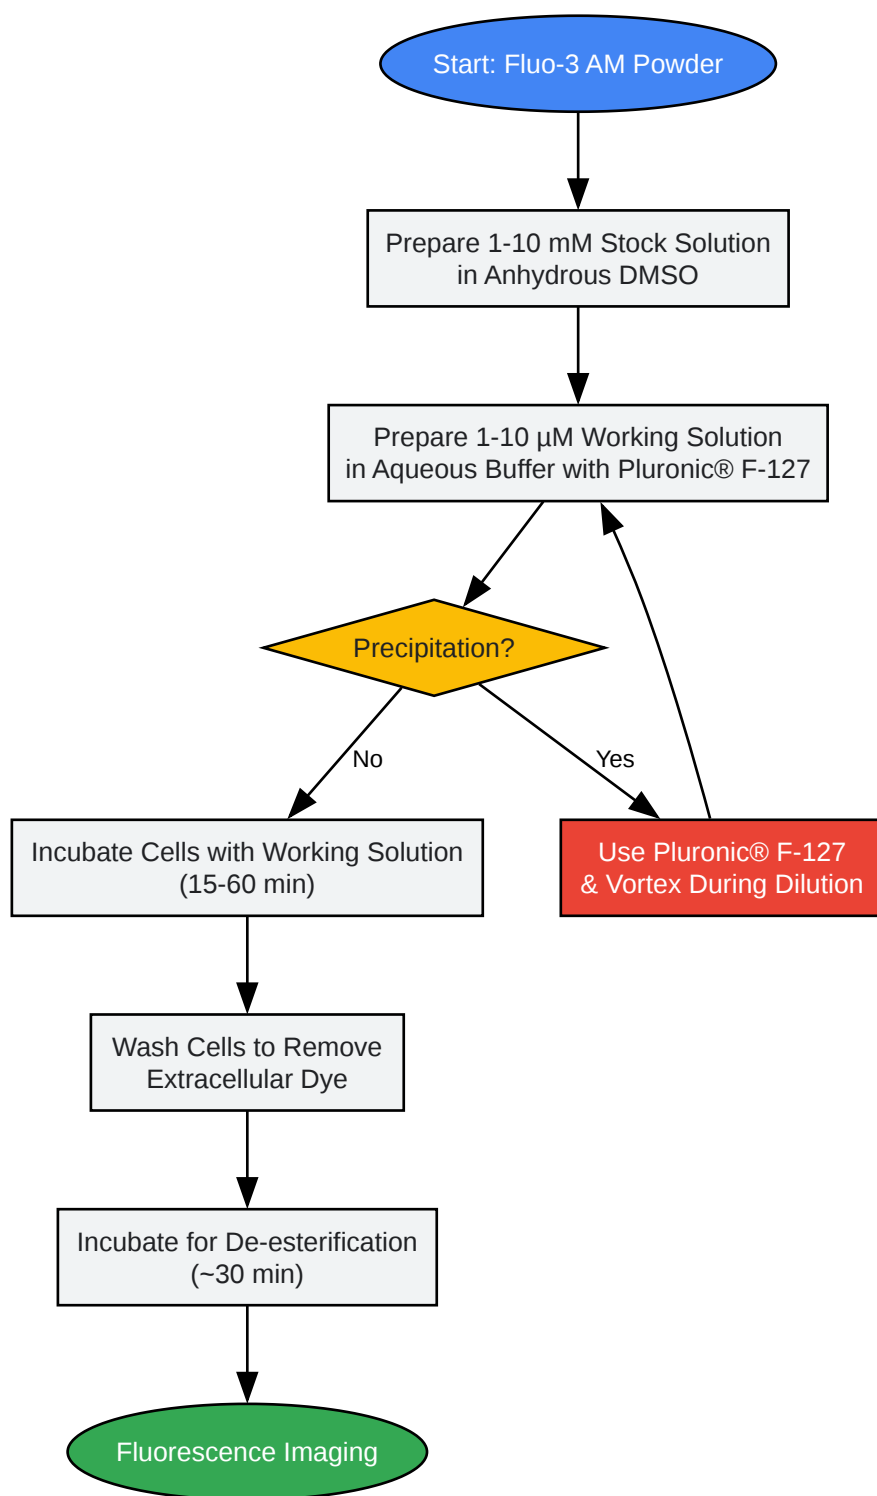 Start: Fluo-3 AM Powder
Prepare 1-10 mM Stock Solution
in Anhydrous DMSO
Prepare 1-10 µM Working Solution
in Aqueous Buffer with Pluronic® F-127
Precipitation?
No
Yes
Incubate Cells with Working Solution
(15-60 min)
Use Pluronic® F-127
& Vortex During Dilution
Wash Cells to Remove
Extracellular Dye
Incubate for De-esterification
(~30 min)
Fluorescence Imaging